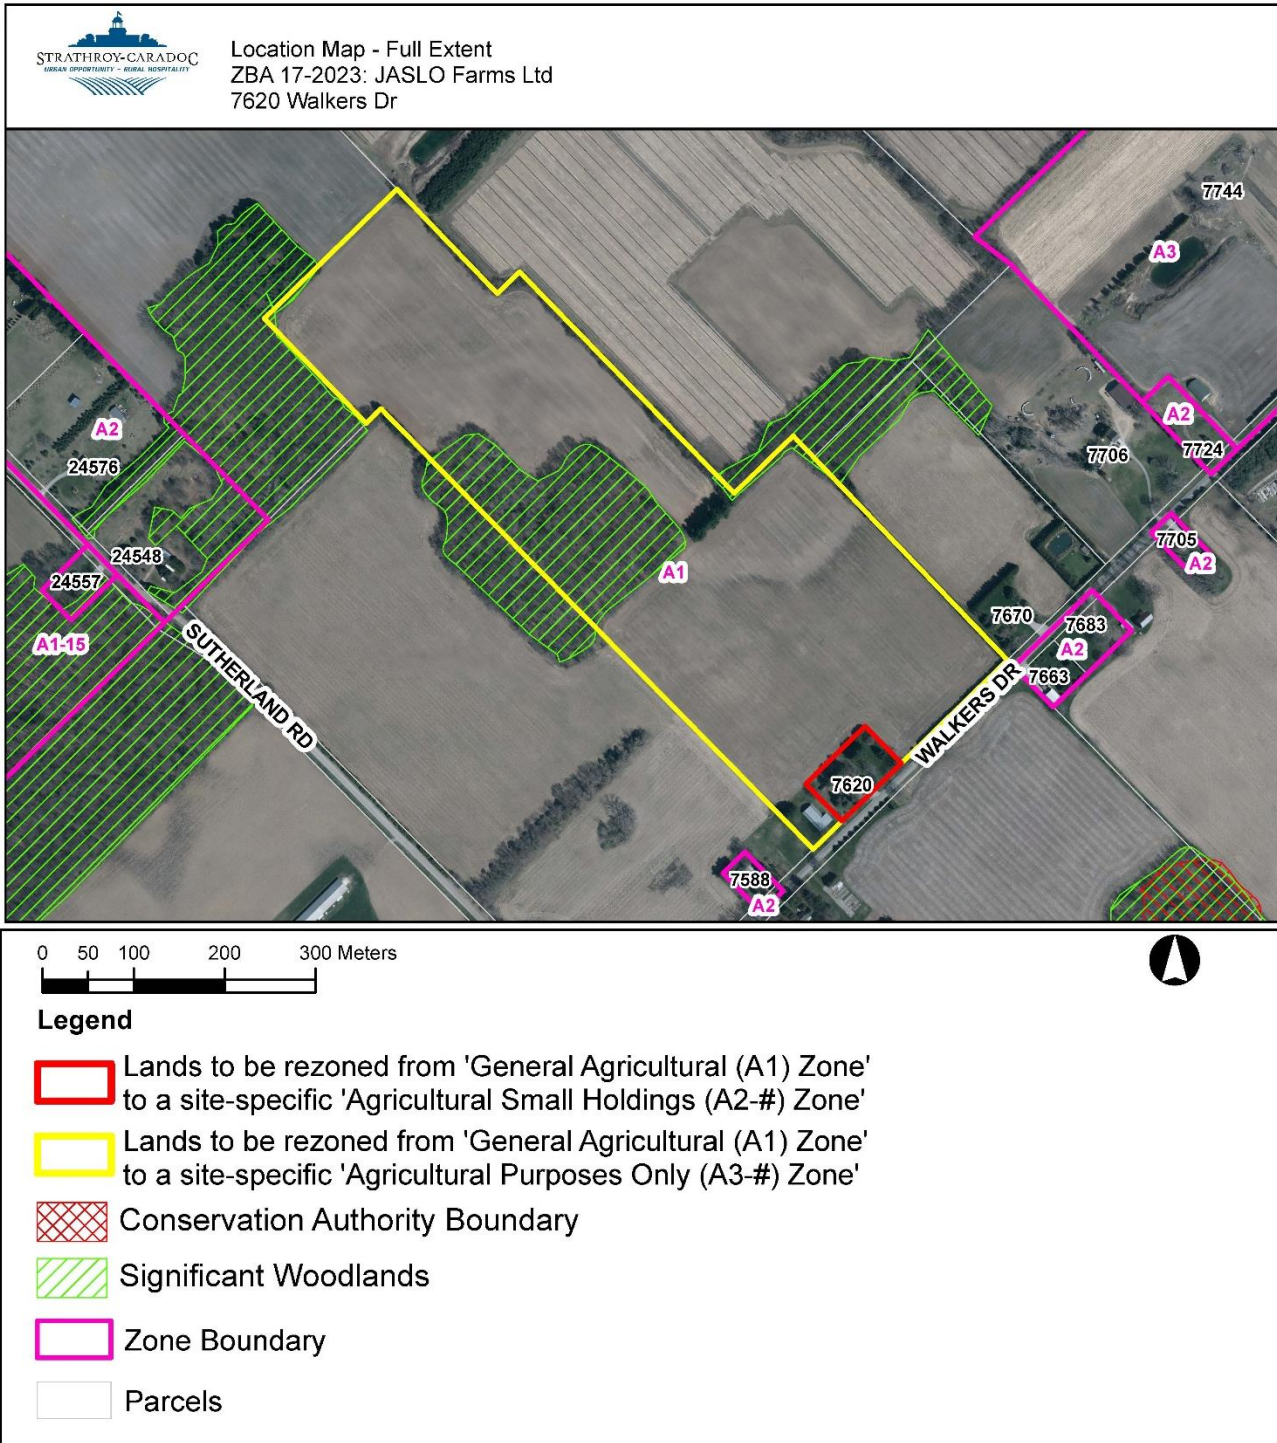 STRATHROY-CARADOC
URBAN OPPORTUNITY - RURAL HOSPITALITY
Location Map - Full Extent
ZBA 17-2023: JASLO Farms Ltd
7620 Walkers Dr
7744
A3
A2
7724
7706
A2
24576
24548
24557
A1-15
SUTHERLAND RD
A1
7705
A2
7670
7683
A2
7663
WALKERS DR
7620
7588
A2
0 50 100 200 300 Meters
Legend
Lands to be rezoned from 'General Agricultural (A1) Zone'
to a site-specific 'Agricultural Small Holdings (A2-#) Zone'
Lands to be rezoned from 'General Agricultural (A1) Zone'
to a site-specific 'Agricultural Purposes Only (A3-#) Zone'
Conservation Authority Boundary
Significant Woodlands
Zone Boundary
Parcels